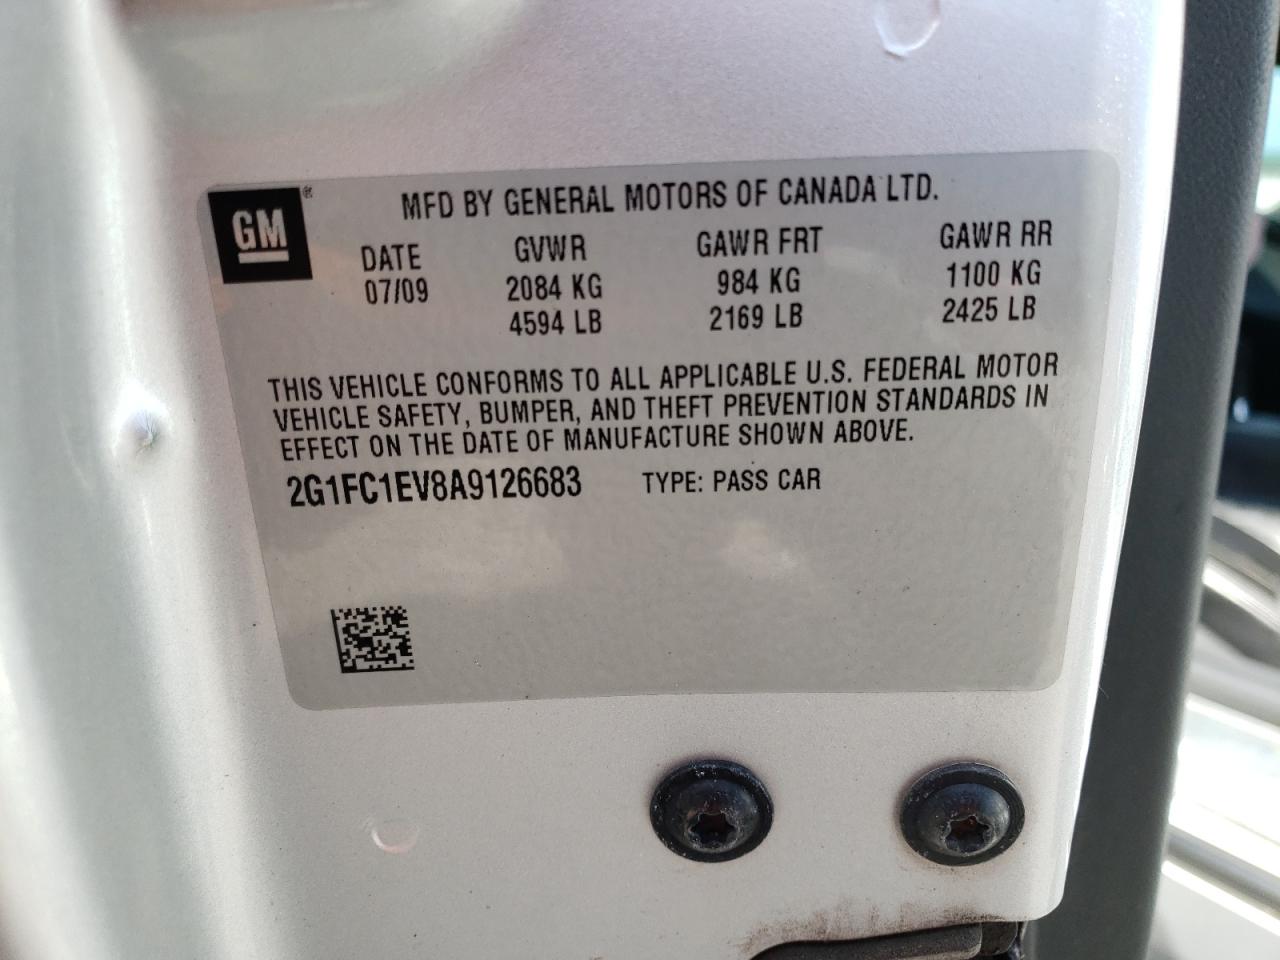 GM®
MFD BY GENERAL MOTORS OF CANADA LTD.
DATE GVWR GAWR FRT GAWR RR
07/09 2084 KG 984 KG 1100 KG
4594 LB 2169 LB 2425 LB
THIS VEHICLE CONFORMS TO ALL APPLICABLE U.S. FEDERAL MOTOR
VEHICLE SAFETY, BUMPER, AND THEFT PREVENTION STANDARDS IN
EFFECT ON THE DATE OF MANUFACTURE SHOWN ABOVE.
2G1FC1EV8A9126683 TYPE: PASS CAR